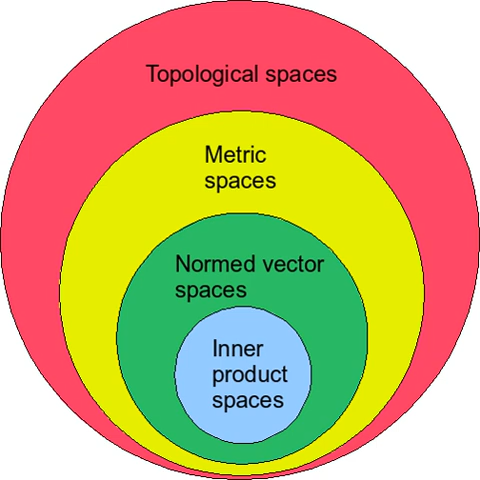 Topological spaces
Metric
spaces
Normed vector
spaces
Inner
product
spaces